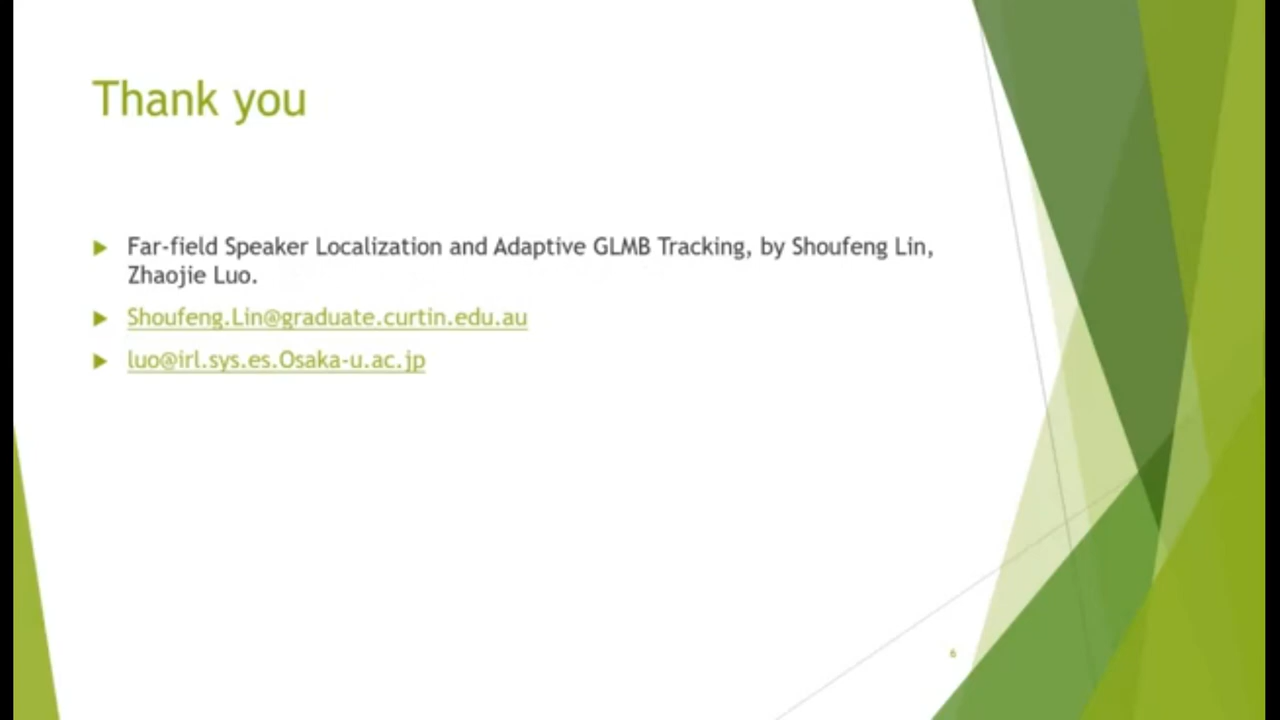 Thank you
Far-field Speaker Localization and Adaptive GLMB Tracking, by Shoufeng Lin,
Zhaojie Luo.
Shoufeng.Lin@graduate.curtin.edu.au
luo@irl.sys.es.Osaka-u.ac.jp
6